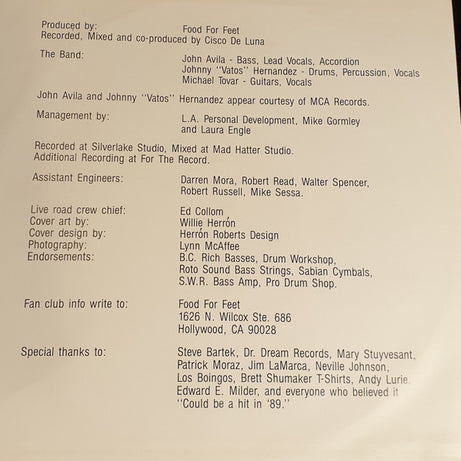 Produced by: Food For Feet
Recorded, Mixed and co-produced by Cisco De Luna
The Band: John Avila - Bass, Lead Vocals, Accordion
Johnny "Vatos" Hernandez - Drums, Percussion, Vocals
Michael Tovar - Guitars, Vocals
John Avila and Johnny "Vatos" Hernandez appear courtesy of MCA Records.
Management by: L.A. Personal Development, Mike Gormley
and Laura Engle
Recorded at Silverlake Studio, Mixed at Mad Hatter Studio.
Additional Recording at For The Record.
Assistant Engineers: Darren Mora, Robert Read, Walter Spencer,
Robert Russell, Mike Sessa.
Live road crew chief: Ed Collom
Cover art by: Willie Herrón
Cover design by: Herrón Roberts Design
Photography: Lynn McAffee
Endorsements: B.C. Rich Basses, Drum Workshop,
Roto Sound Bass Strings, Sabian Cymbals,
S.W.R. Bass Amp, Pro Drum Shop.
Fan club info write to: Food For Feet
1626 N. Wilcox Ste. 686
Hollywood, CA 90028
Special thanks to: Steve Bartek, Dr. Dream Records, Mary Stuyvesant,
Patrick Moraz, Jim LaMarca, Neville Johnson,
Los Boingos, Brett Shumaker T-Shirts, Andy Lurie.
Edward E. Milder, and everyone who believed it
"Could be a hit in '89."